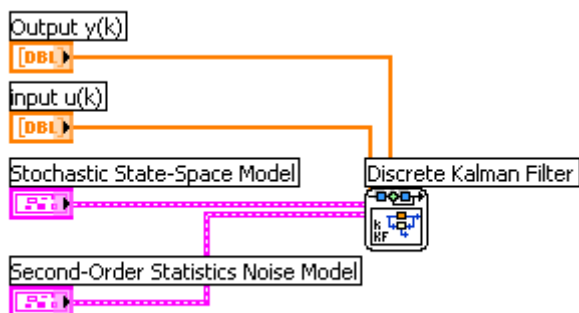 Output y(k)
[DBL]
input u(k)
[DBL]
Stochastic State-Space Model
Discrete Kalman Filter
k
KF
Second-Order Statistics Noise Model